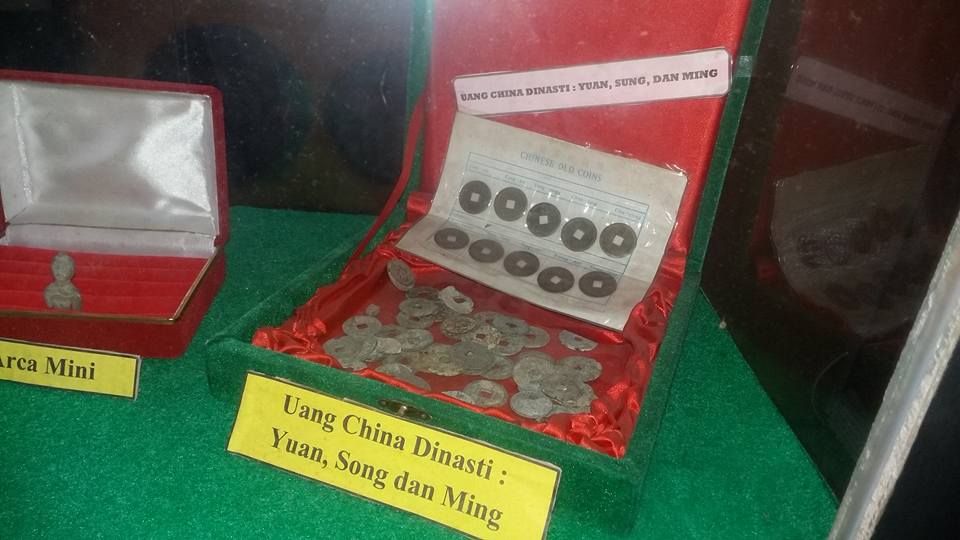 UANG CHINA DINASTI : YUAN, SUNG, DAN MING
CHINESE OLD COINS
Arca Mini
Uang China Dinasti :
Yuan, Song dan Ming